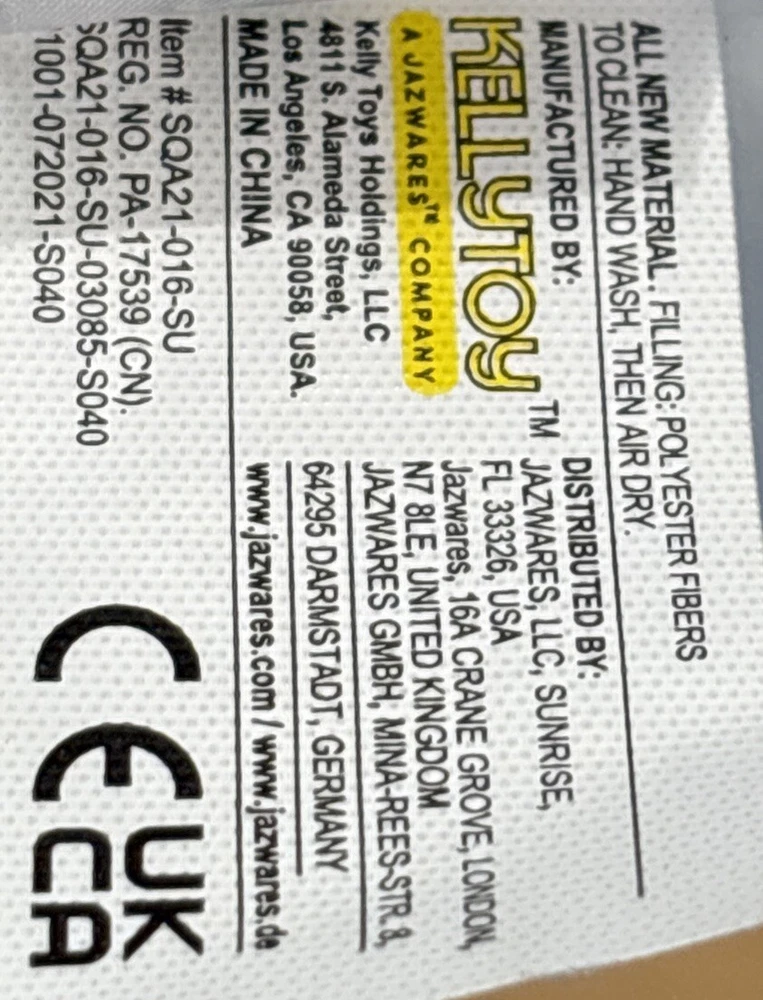 ALL NEW MATERIAL. FILLING: POLYESTER FIBERS
TO CLEAN: HAND WASH, THEN AIR DRY.
MANUFACTURED BY:
KELLYTOY™
A JAZWARES™ COMPANY
Kelly Toys Holdings, LLC
4811 S. Alameda Street,
Los Angeles, CA 90058, USA.
MADE IN CHINA
DISTRIBUTED BY:
JAZWARES, LLC, SUNRISE,
FL 33326, USA
Jazwares, 16A CRANE GROVE, LONDON,
N7 8LE, UNITED KINGDOM
JAZWARES GMBH, MINA-REES-STR. 8,
64295 DARMSTADT, GERMANY
www.jazwares.com / www.jazwares.de
Item # SQA21-016-SU
REG. NO. PA-17539 (CN).
SQA21-016-SU-03085-S040
1001-072021-S040
CE
UK
CA